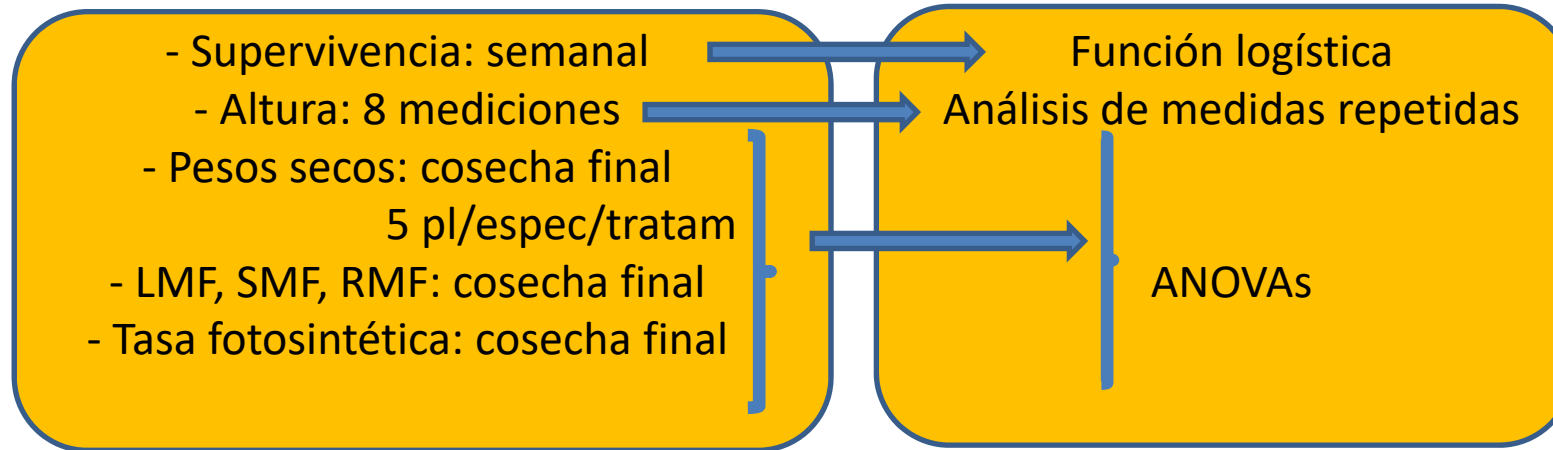 - Supervivencia: semanal
- Altura: 8 mediciones
- Pesos secos: cosecha final
5 pl/espec/tratam
- LMF, SMF, RMF: cosecha final
- Tasa fotosintética: cosecha final
Función logística
Análisis de medidas repetidas
ANOVAs